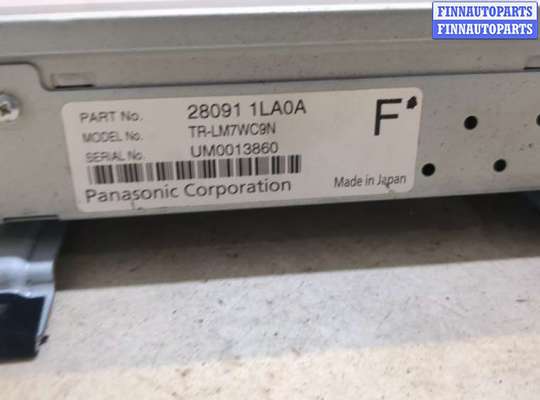 FINNAUTOPARTS
FINNAUTOPARTS
PART No. 28091 1LA0A
MODEL No. TR-LM7WC9N
SERIAL No. UM0013860
F
Panasonic Corporation
Made in Japan